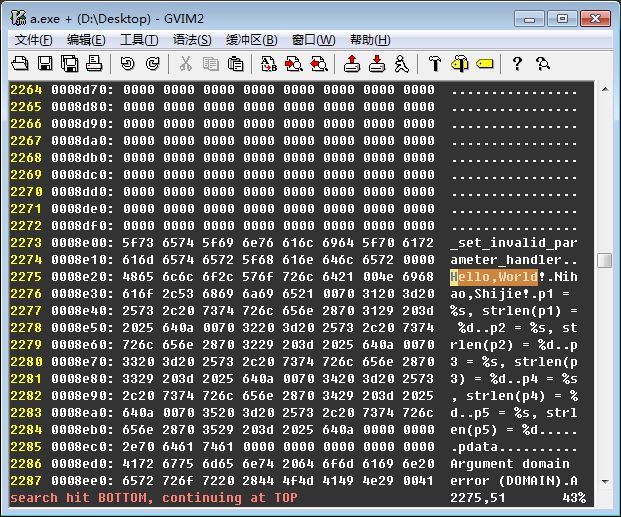 a.exe + (D:\Desktop) - GVIM2
文件(F) 编辑(E) 工具(T) 语法(S) 缓冲区(B) 窗口(W) 帮助(H)
2264 0008d70: 0000 0000 0000 0000 0000 0000 0000 0000 ................
2265 0008d80: 0000 0000 0000 0000 0000 0000 0000 0000 ................
2266 0008d90: 0000 0000 0000 0000 0000 0000 0000 0000 ................
2267 0008da0: 0000 0000 0000 0000 0000 0000 0000 0000 ................
2268 0008db0: 0000 0000 0000 0000 0000 0000 0000 0000 ................
2269 0008dc0: 0000 0000 0000 0000 0000 0000 0000 0000 ................
2270 0008dd0: 0000 0000 0000 0000 0000 0000 0000 0000 ................
2271 0008de0: 0000 0000 0000 0000 0000 0000 0000 0000 ................
2272 0008df0: 0000 0000 0000 0000 0000 0000 0000 0000 ................
2273 0008e00: 5f73 6574 5f69 6e76 616c 6964 5f70 6172 _set_invalid_par
2274 0008e10: 616d 6574 6572 5f68 616e 646c 6572 0000 ameter_handler..
2275 0008e20: 4865 6c6c 6f2c 576f 726c 6421 004e 6968 Hello,World!.Nih
2276 0008e30: 616f 2c53 6869 6a69 6521 0070 3120 3d20 ao,Shijie!.p1 =
2277 0008e40: 2573 2c20 7374 726c 656e 2870 3129 203d %s, strlen(p1) =
2278 0008e50: 2025 640a 0070 3220 3d20 2573 2c20 7374 %d..p2 = %s, st
2279 0008e60: 726c 656e 2870 3229 203d 2025 640a 0070 rlen(p2) = %d..p
2280 0008e70: 3320 3d20 2573 2c20 7374 726c 656e 2870 3 = %s, strlen(p
2281 0008e80: 3329 203d 2025 640a 0070 3420 3d20 2573 3) = %d..p4 = %s
2282 0008e90: 2c20 7374 726c 656e 2870 3429 203d 2025 , strlen(p4) = %
2283 0008ea0: 640a 0070 3520 3d20 2573 2c20 7374 726c d..p5 = %s, strl
2284 0008eb0: 656e 2870 3529 203d 2025 640a 0000 0000 en(p5) = %d.....
2285 0008ec0: 2e70 6461 7461 0000 0000 0000 0000 0000 .pdata..........
2286 0008ed0: 4172 6775 6d65 6e74 2064 6f6d 6169 6e20 Argument domain
2287 0008ee0: 6572 726f 7220 2844 4f4d 4149 4e29 0041 error (DOMAIN).A
search hit BOTTOM, continuing at TOP 2275,51 43%